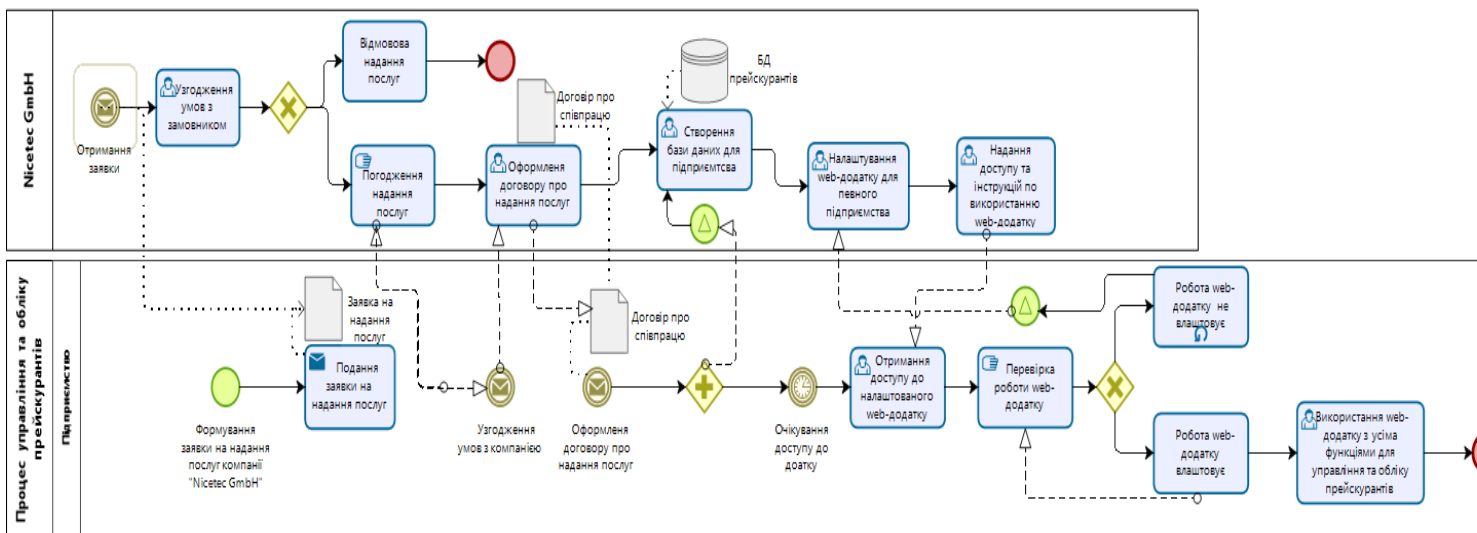 Nicetec GmbH
Отримання
заявки
Узгодження
умов з
замовником
Відмовова
надання
послуг
Погодження
надання
послуг
Оформленя
договору про
надання послуг
Договір про
співпрацю
БД
прейскурантів
Створення
бази даних для
підприємтсва
Налаштування
web-додатку для
певного
підприємства
Надання
доступу та
інструкцій по
використанню
web-додатку
Процес управління та обліку
прейскурантів
Підприємство
Формування
заявки на надання
послуг компанії
"Nicetec GmbH"
Заявка на
надання
послуг
Подання
заявки на
надання послуг
Узгодження
умов з компанією
Договір про
співпрацю
Оформленя
договору про
надання послуг
Очікування
доступу до
доатку
Отримання
доступу до
налаштованого
web-додатку
Перевірка
роботи web-
додатку
Робота web-
додатку не
влаштовує
Робота web-
додатку
влаштовує
Використання web-
додатку з усіма
функціями для
управління та обліку
прейскурантів